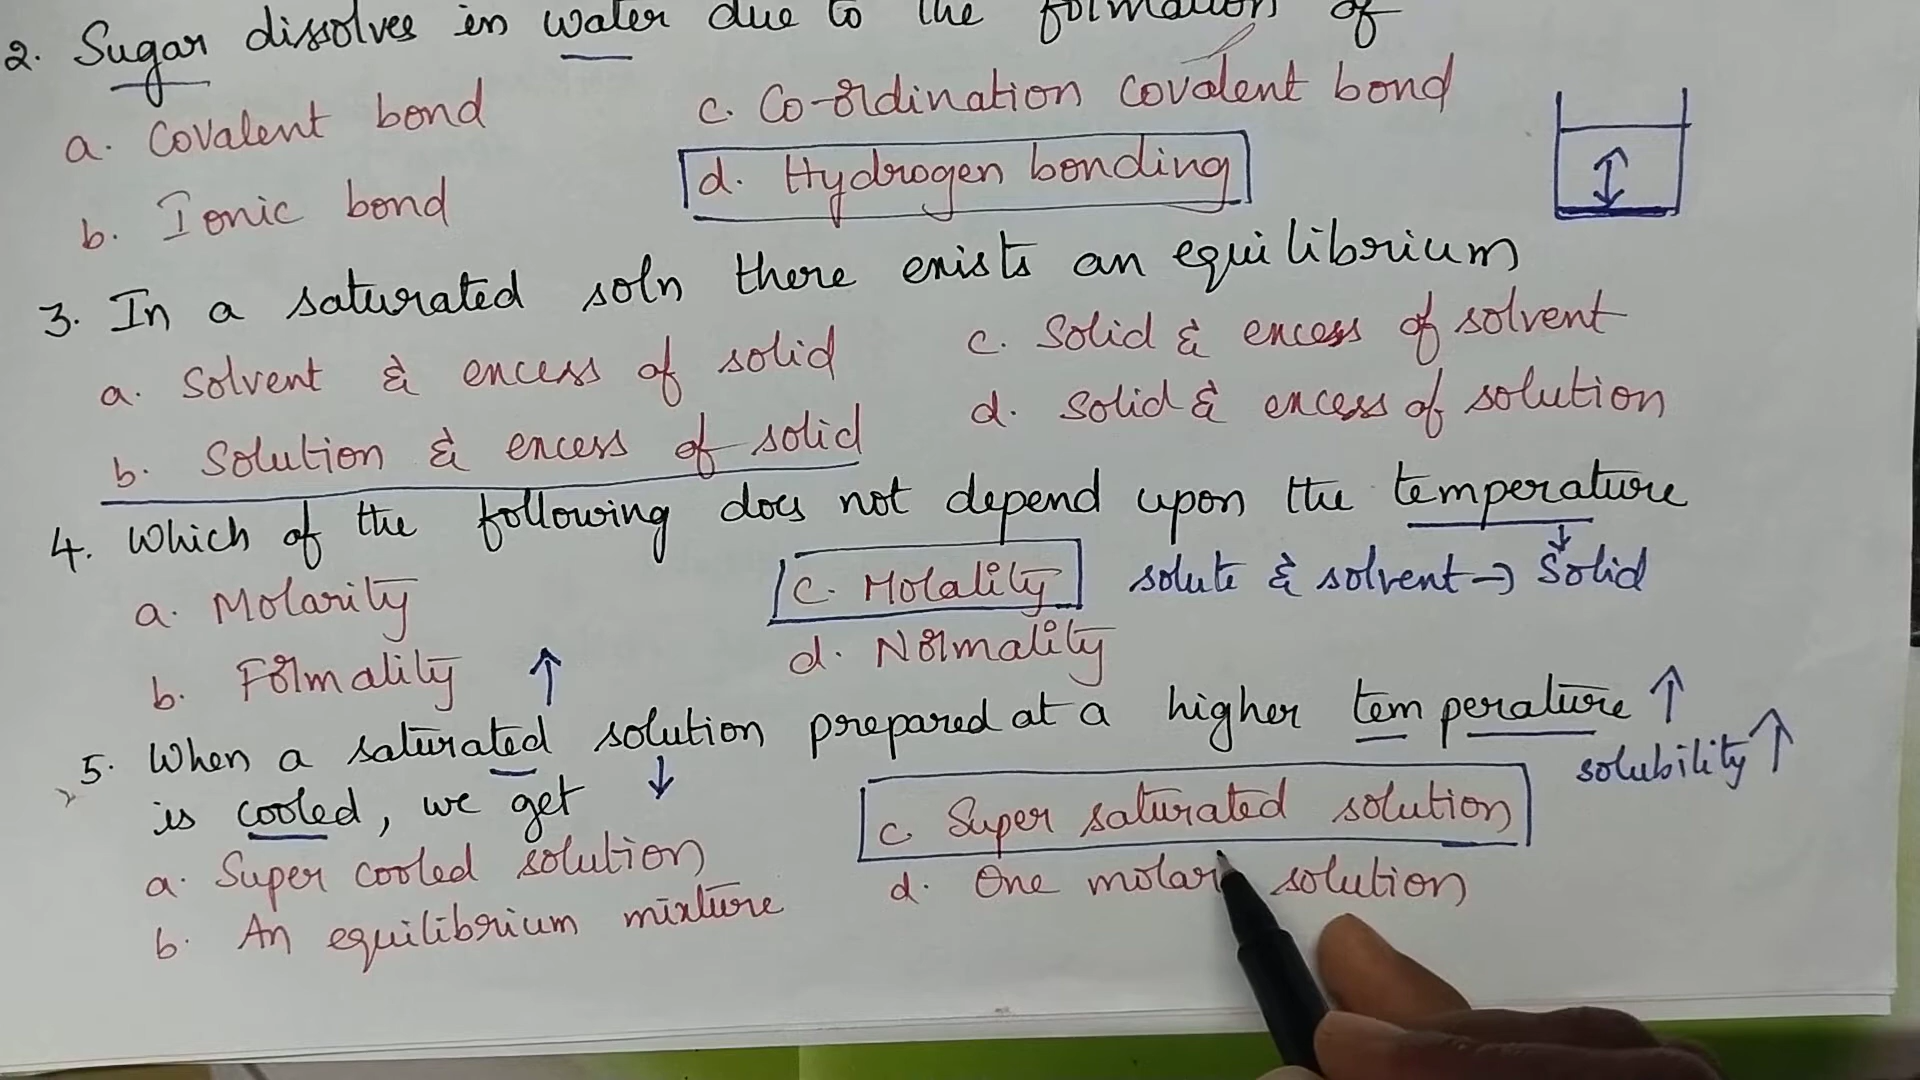 2. Sugar dissolves in water due to the formation of
a. Covalent bond
c. Co-ordination covalent bond
b. Ionic bond
d. Hydrogen bonding
3. In a saturated soln there exists an equilibrium
a. Solvent & excess of solid
c. Solid & excess of solvent
b. Solution & excess of solid
d. Solid & excess of solution
4. Which of the following does not depend upon the temperature
a. Molarity
c. Molality solute & solvent → Solid
b. Formality
d. Normality
5. When a saturated solution prepared at a higher temperature
solubility
is cooled, we get
a. Super cooled solution
c. Super saturated solution
b. An equilibrium mixture
d. One molar solution